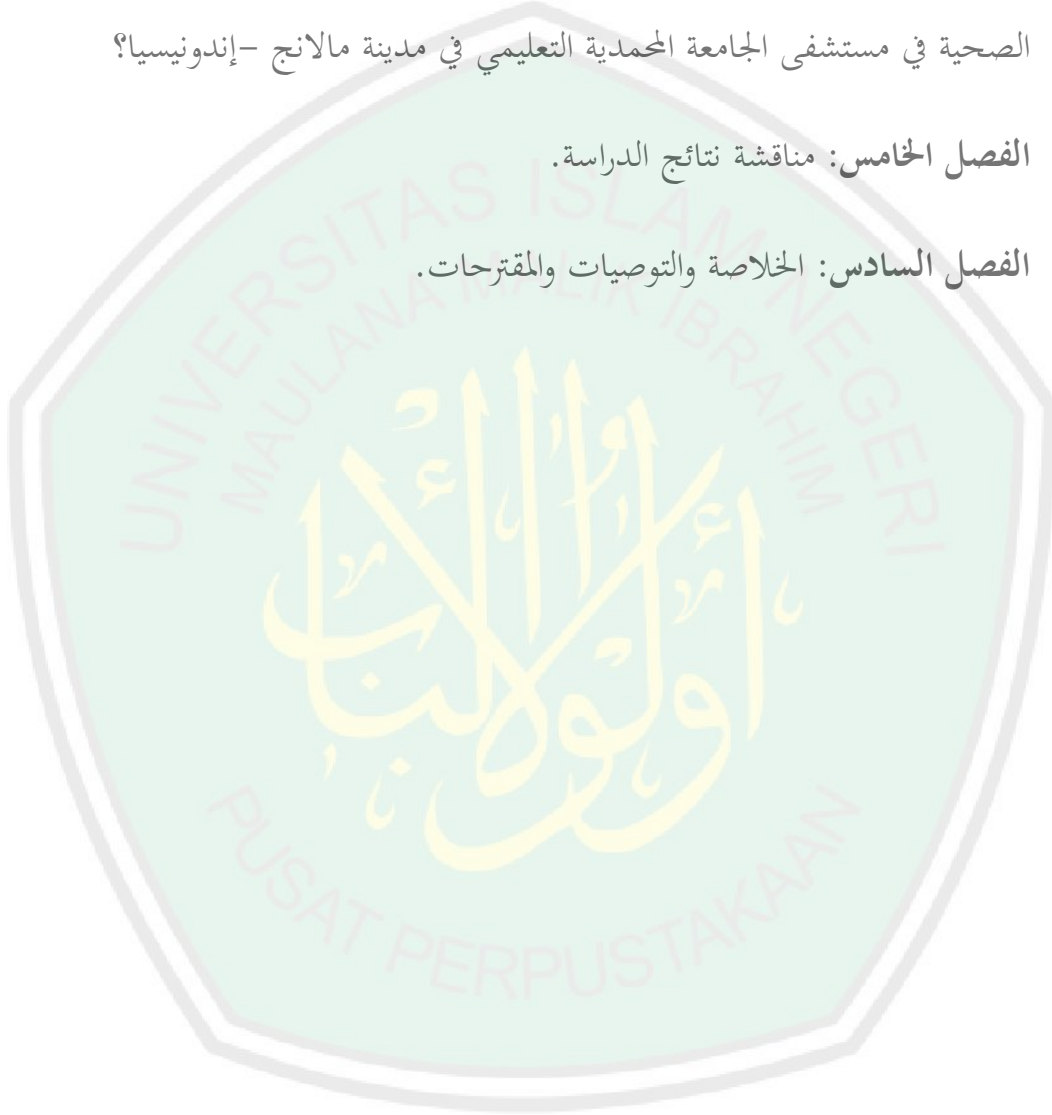 الصحية في مستشفى الجامعة المحمدية التعليمي في مدينة مالانج –إندونيسيا؟
الفصل الخامس: مناقشة نتائج الدراسة.
الفصل السادس: الخلاصة والتوصيات والمقترحات.
UNIVERSITAS ISLAM NEGERI
MAULANA MALIK IBRAHIM
أولوا الألباب
PUSAT PERPUSTAKAAN